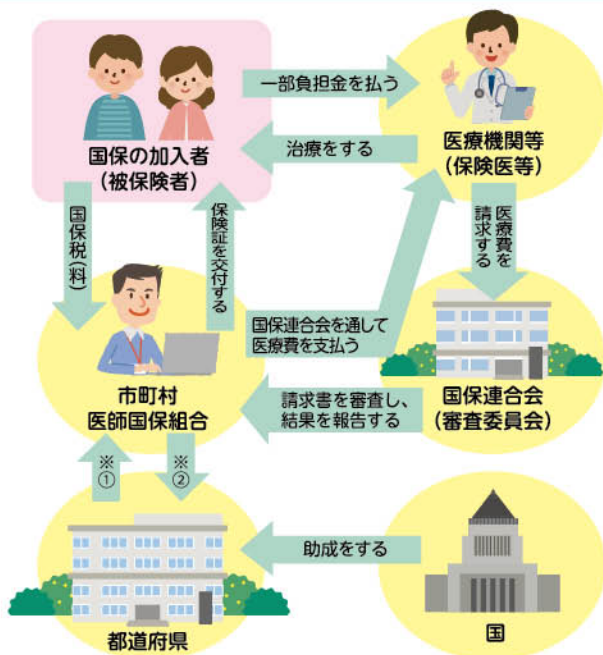 一部負担金を払う
治療をする
国保の加入者
(被保険者)
医療機関等
(保険医等)
国保税(料)
保険証を交付する
医療費を
請求する
国保連合会を通して
医療費を支払う
市町村
医師国保組合
請求書を審査し、
結果を報告する
国保連合会
(審査委員会)
※①
※②
助成をする
都道府県
国